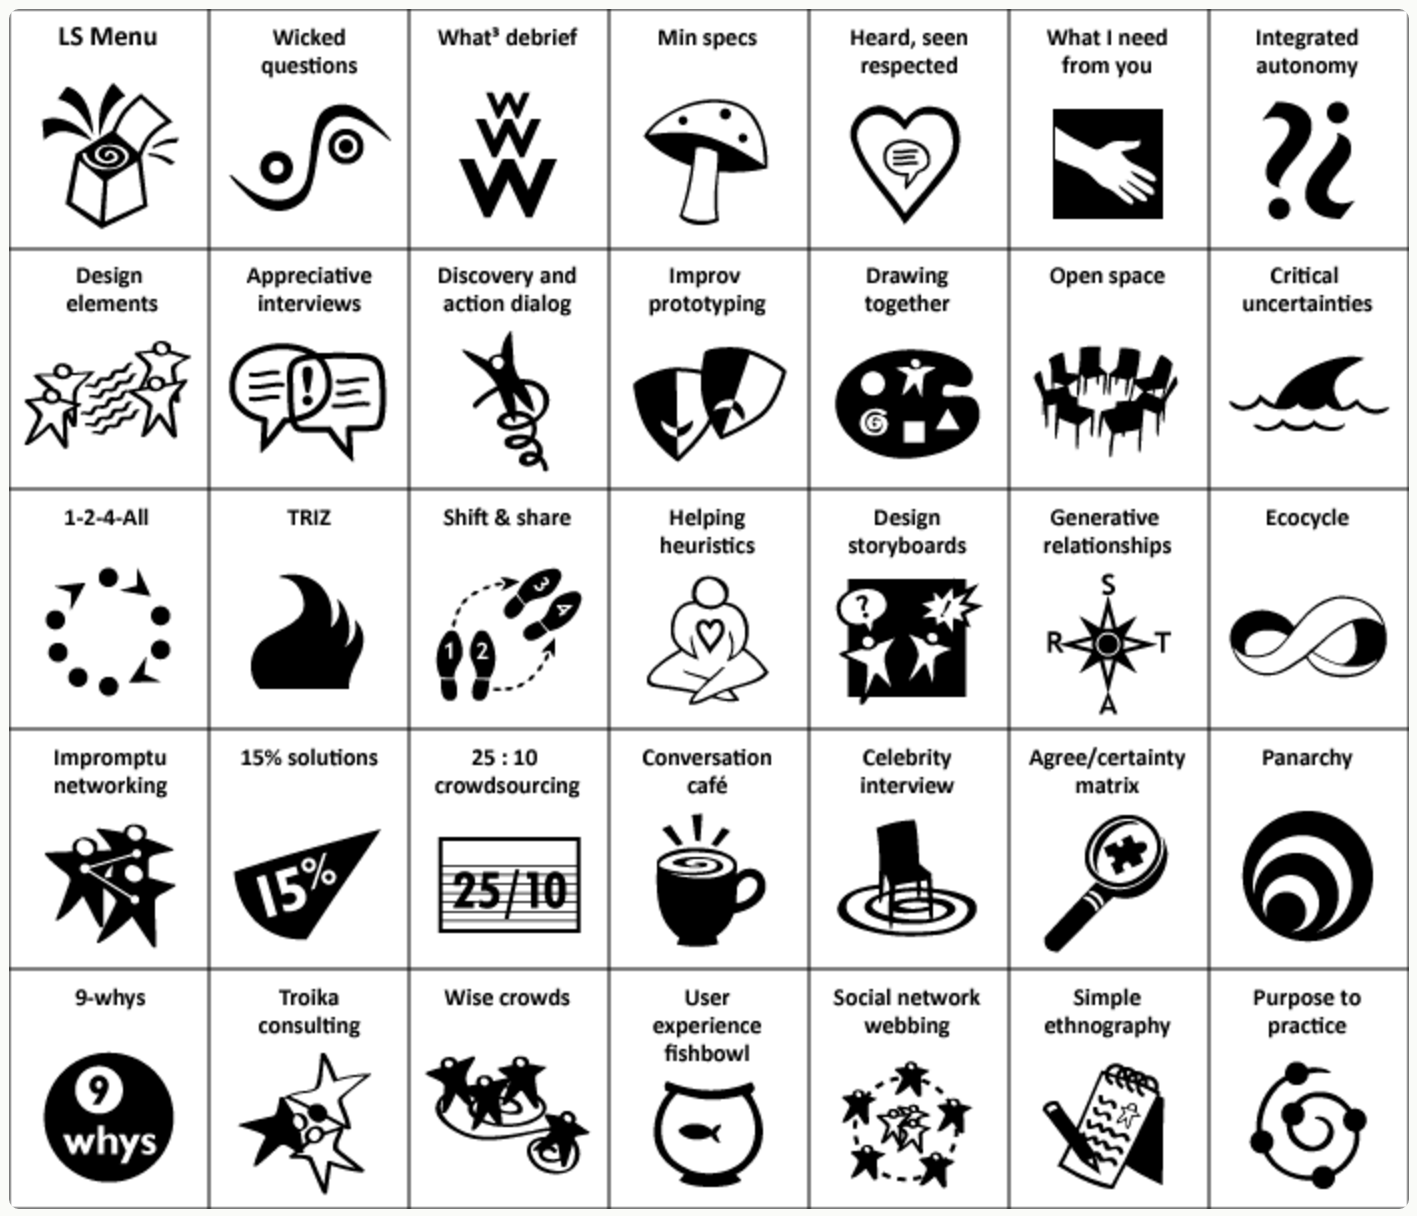 LS Menu
Wicked
questions
What³ debrief
W
W
W
Min specs
Heard, seen
respected
What I need
from you
Integrated
autonomy
?¿
Design
elements
Appreciative
interviews
!
Discovery and
action dialog
Improv
prototyping
Drawing
together
Open space
Critical
uncertainties
1-2-4-All
TRIZ
Shift & share
3
4
1 2
Helping
heuristics
Design
storyboards
? !
Generative
relationships
S
R T
A
Ecocycle
Impromptu
networking
15% solutions
15%
25 : 10
crowdsourcing
25/10
Conversation
café
Celebrity
interview
Agree/certainty
matrix
Panarchy
9-whys
9
whys
Troika
consulting
Wise crowds
User
experience
fishbowl
Social network
webbing
Simple
ethnography
Purpose to
practice